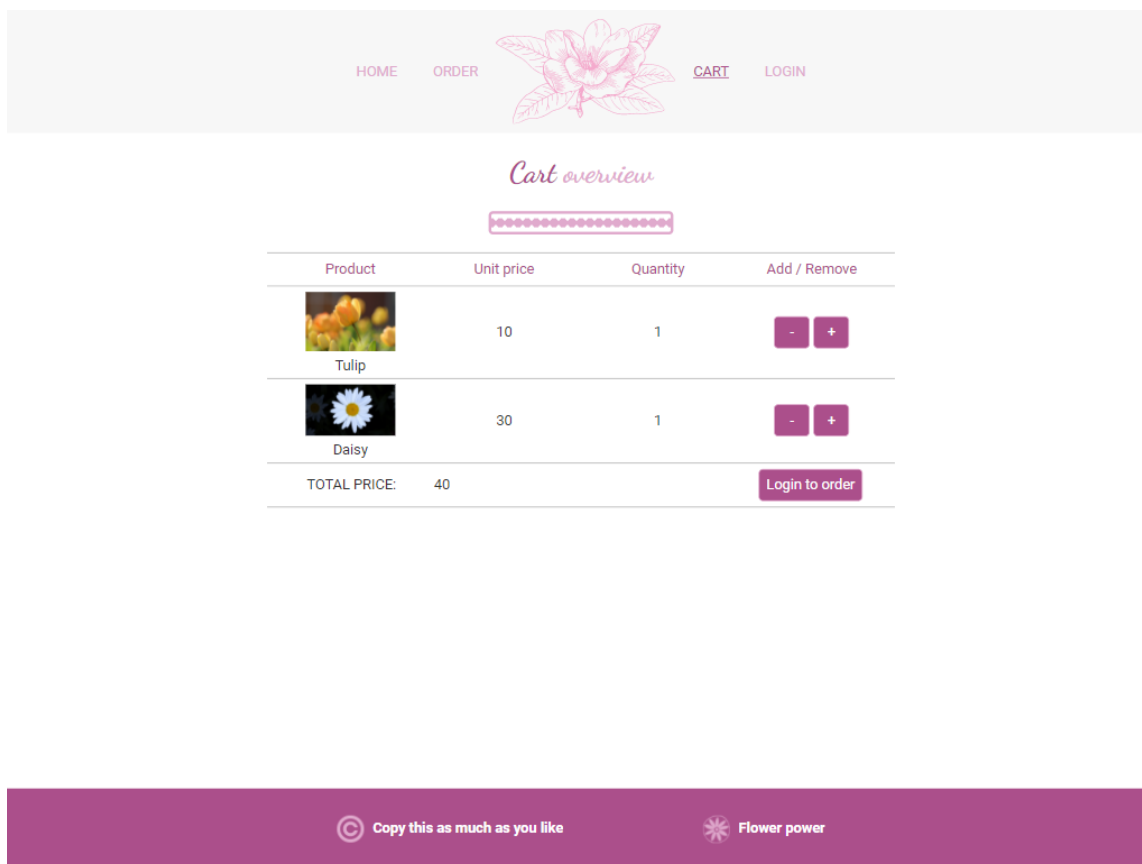 HOME ORDER CART LOGIN
Cart overview
Product Unit price Quantity Add / Remove
10 1 - +
Tulip
30 1 - +
Daisy
TOTAL PRICE: 40 Login to order
© Copy this as much as you like Flower power